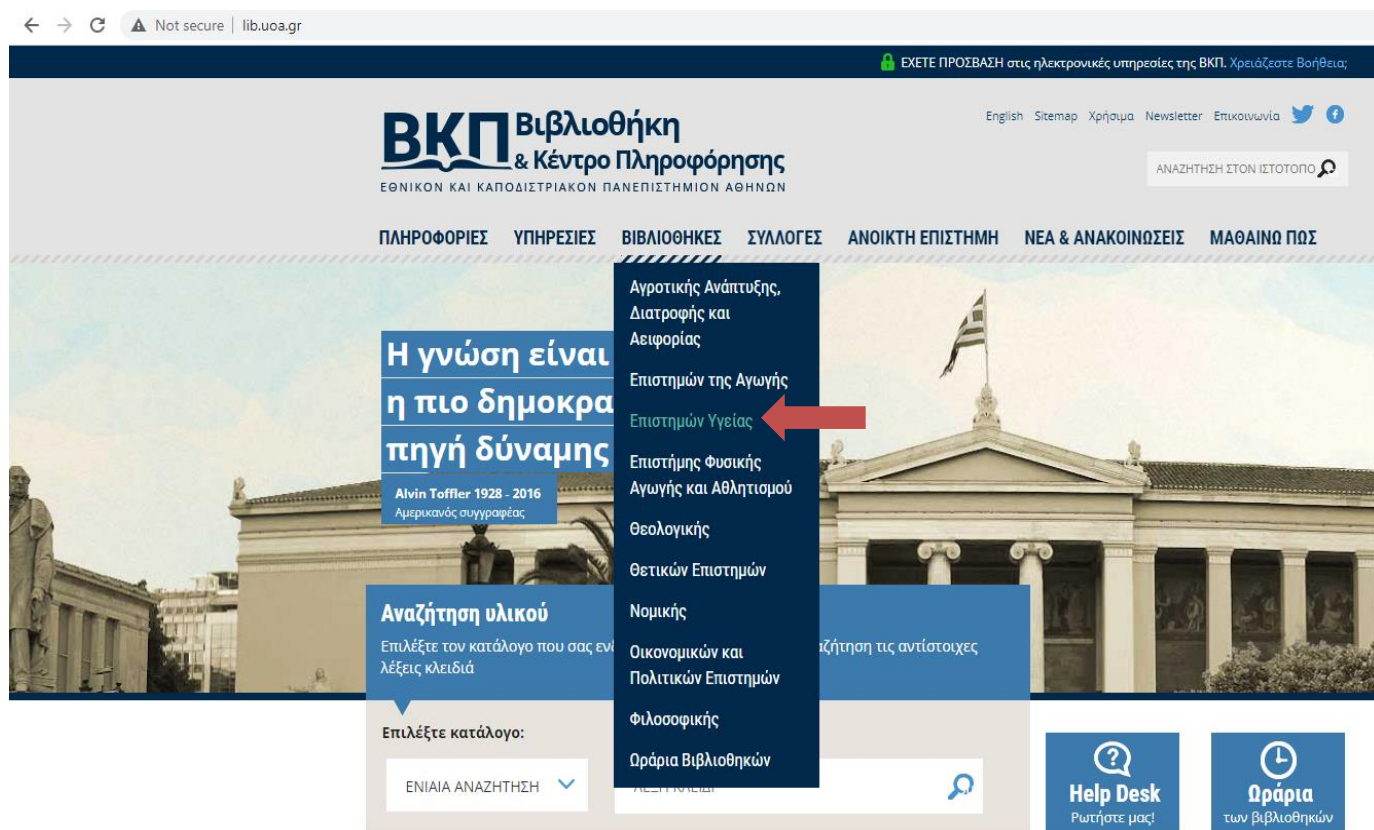 Not secure | lib.uoa.gr
ΕΧΕΤΕ ΠΡΟΣΒΑΣΗ στις ηλεκτρονικές υπηρεσίες της ΒΚΠ. Χρειάζεστε Βοήθεια;
English Sitemap Χρήσιμα Newsletter Επικοινωνία
ΒΚΠ Βιβλιοθήκη
& Κέντρο Πληροφόρησης
ΕΘΝΙΚΟΝ ΚΑΙ ΚΑΠΟΔΙΣΤΡΙΑΚΟΝ ΠΑΝΕΠΙΣΤΗΜΙΟΝ ΑΘΗΝΩΝ
ΑΝΑΖΗΤΗΣΗ ΣΤΟΝ ΙΣΤΟΤΟΠΟ
ΠΛΗΡΟΦΟΡΙΕΣ ΥΠΗΡΕΣΙΕΣ ΒΙΒΛΙΟΘΗΚΕΣ ΣΥΛΛΟΓΕΣ ΑΝΟΙΚΤΗ ΕΠΙΣΤΗΜΗ ΝΕΑ & ΑΝΑΚΟΙΝΩΣΕΙΣ ΜΑΘΑΙΝΩ ΠΩΣ
Αγροτικής Ανάπτυξης,
Διατροφής και
Αειφορίας
Επιστημών της Αγωγής
Επιστημών Υγείας
Επιστήμης Φυσικής
Αγωγής και Αθλητισμού
Θεολογικής
Θετικών Επιστημών
Νομικής
Οικονομικών και
Πολιτικών Επιστημών
Φιλοσοφικής
Ωράρια Βιβλιοθηκών
Η γνώση είναι
η πιο δημοκρα
πηγή δύναμης
Alvin Toffler 1928 - 2016
Αμερικανός συγγραφέας
Αναζήτηση υλικού
Επιλέξτε τον κατάλογο που σας εν ζήτηση τις αντίστοιχες
λέξεις κλειδιά
Επιλέξτε κατάλογο:
ΕΝΙΑΙΑ ΑΝΑΖΗΤΗΣΗ
Help Desk
Ρωτήστε μας!
Ωράρια
των βιβλιοθηκών